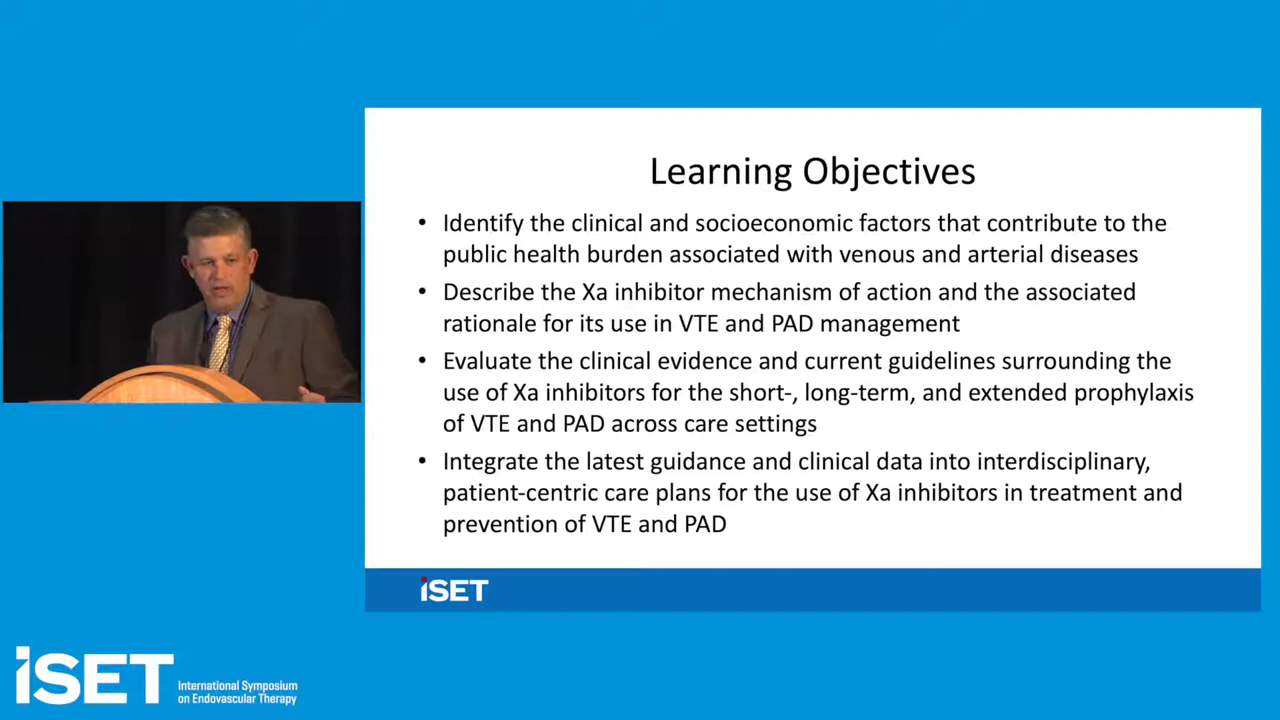 Learning Objectives
• Identify the clinical and socioeconomic factors that contribute to the
public health burden associated with venous and arterial diseases
• Describe the Xa inhibitor mechanism of action and the associated
rationale for its use in VTE and PAD management
• Evaluate the clinical evidence and current guidelines surrounding the
use of Xa inhibitors for the short-, long-term, and extended prophylaxis
of VTE and PAD across care settings
• Integrate the latest guidance and clinical data into interdisciplinary,
patient-centric care plans for the use of Xa inhibitors in treatment and
prevention of VTE and PAD
iSET
iSET
International Symposium
on Endovascular Therapy